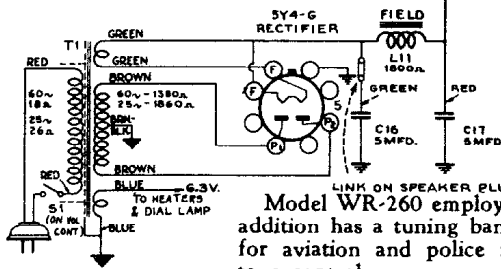 5Y4-G
RECTIFIER
FIELD
L11
1800Ω
T1
GREEN
GREEN
RED
60~
18Ω
25~
26Ω
BROWN
60~-1380Ω
25~-1860Ω
BRN-
BLK
BROWN
F
F
5
P1
P2
GREEN
RED
C16
5MFD.
C17
5MFD.
RED
S1
(ON VOL
CONT)
BLUE
6.3V.
TO HEATERS
& DIAL LAMP
BLUE
LINK ON SPEAKER PLU
Model WR-260 employ
addition has a tuning ban
for aviation and police